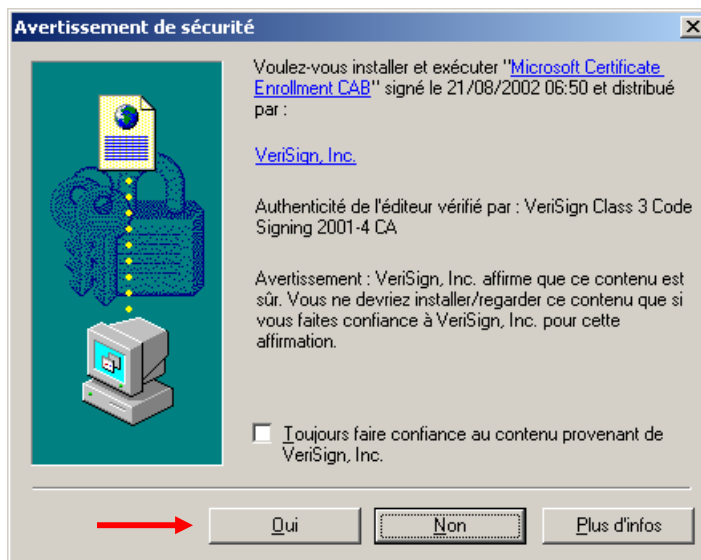 Avertissement de sécurité
Voulez-vous installer et exécuter "Microsoft Certificate
Enrollment CAB" signé le 21/08/2002 06:50 et distribué
par :
VeriSign, Inc.
Authenticité de l'éditeur vérifié par : VeriSign Class 3 Code
Signing 2001-4 CA
Avertissement : VeriSign, Inc. affirme que ce contenu est
sûr. Vous ne devriez installer/regarder ce contenu que si
vous faites confiance à VeriSign, Inc. pour cette
affirmation.
Toujours faire confiance au contenu provenant de
VeriSign, Inc.
Oui Non Plus d'infos